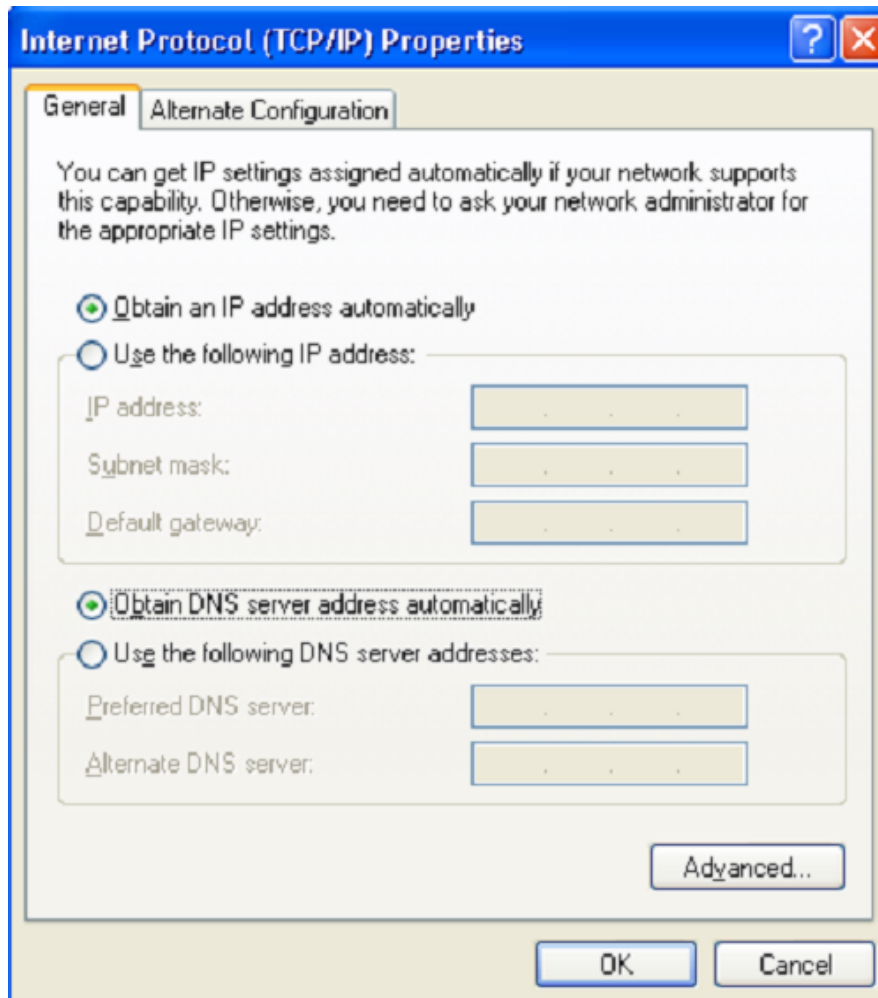 Internet Protocol (TCP/IP) Properties
General
Alternate Configuration
You can get IP settings assigned automatically if your network supports
this capability. Otherwise, you need to ask your network administrator for
the appropriate IP settings.
Obtain an IP address automatically
Use the following IP address:
IP address:
Subnet mask:
Default gateway:
Obtain DNS server address automatically
Use the following DNS server addresses:
Preferred DNS server:
Alternate DNS server:
Advanced...
OK
Cancel